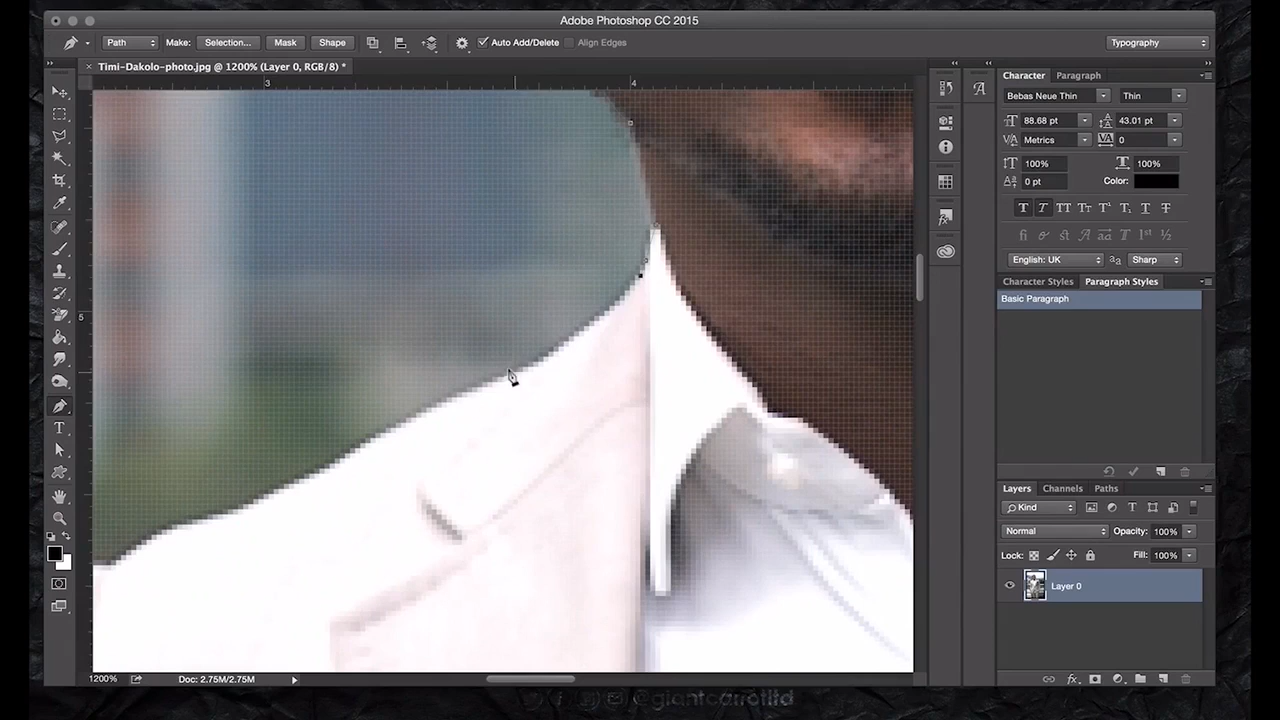 Adobe Photoshop CC 2015
Path Make: Selection... Mask Shape Auto Add/Delete Align Edges Typography
Timi-Dakolo-photo.jpg @ 1200% (Layer 0, RGB/8) *
3 4
5
Character Paragraph
Bebas Neue Thin Thin
88.68 pt 43.01 pt
Metrics 0
100% 100%
0 pt Color:
English: UK Sharp
Character Styles Paragraph Styles
Basic Paragraph
Layers Channels Paths
Kind
Normal Opacity: 100%
Lock: Fill: 100%
Layer 0
1200% Doc: 2.75M/2.75M
@giantcarrotltd